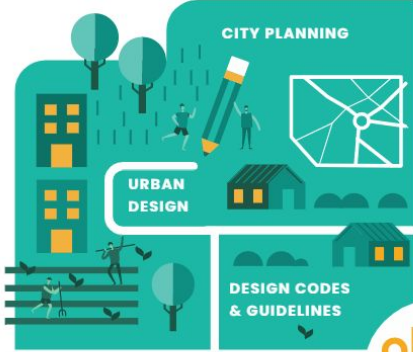 CITY PLANNING
URBAN
DESIGN
DESIGN CODES
& GUIDELINES